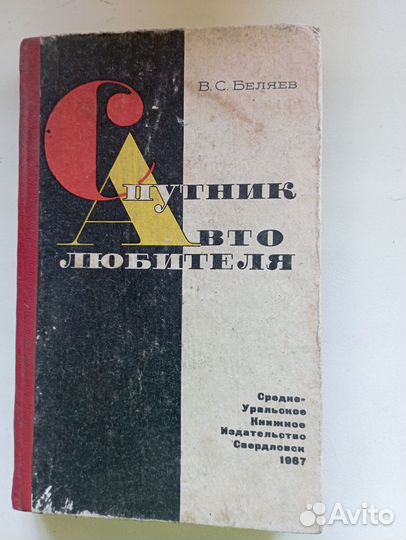 В. С. Беляев
Спутник
Авто
любителя
Средне-
Уральское
Книжное
Издательство
Свердловск
1967
Avito